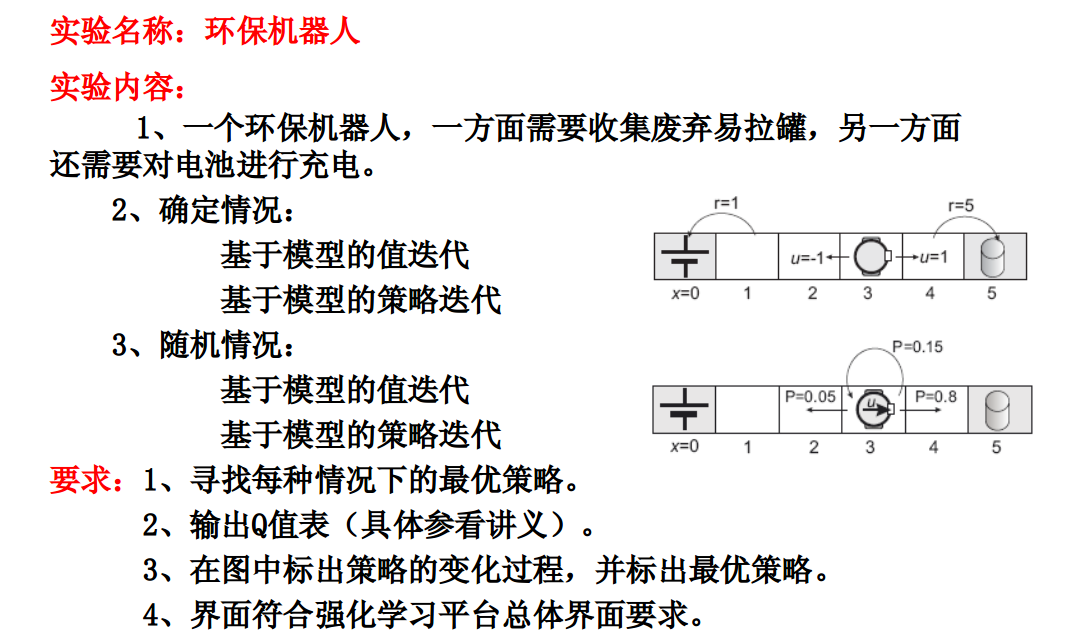 实验名称：环保机器人
实验内容：
1、一个环保机器人，一方面需要收集废弃易拉罐，另一方面
还需要对电池进行充电。
2、确定情况：
基于模型的值迭代
基于模型的策略迭代
3、随机情况：
基于模型的值迭代
基于模型的策略迭代
要求：1、寻找每种情况下的最优策略。
2、输出Q值表（具体参看讲义）。
3、在图中标出策略的变化过程，并标出最优策略。
4、界面符合强化学习平台总体界面要求。
r=1 r=5
u=-1 u=1
x=0 1 2 3 4 5
P=0.15
P=0.05 u P=0.8
x=0 1 2 3 4 5